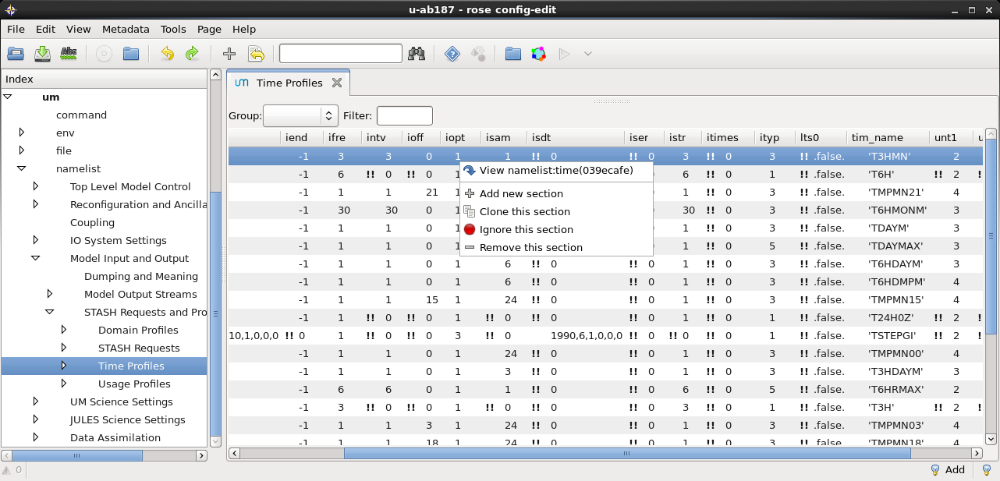 u-ab187 - rose config-edit
File Edit View Metadata Tools Page Help
Abc
Index
um
command
env
file
namelist
Top Level Model Control
Reconfiguration and Ancilla
Coupling
IO System Settings
Model Input and Output
Dumping and Meaning
Model Output Streams
STASH Requests and Pro
Domain Profiles
STASH Requests
Time Profiles
Usage Profiles
UM Science Settings
JULES Science Settings
Data Assimilation
0
um Time Profiles
Group: Filter:
iend ifre intv ioff iopt isam isdt iser istr itimes ityp lts0 tim_name unt1 u
-1 3 3 0 1 1 !! 0 !! 0 3 !! 0 3 !! .false. 'T3HMN' 2
-1 6 !! 0 !! 0 1 0 6 !! 0 1 !! .false. 'T6H' !! 2 !
-1 1 1 21 1 1 !! 0 3 !! .false. 'TMPMN21' 4
-1 30 30 0 1 0 30 !! 0 3 !! .false. 'T6HMONM' 3
-1 1 1 0 1 1 !! 0 3 !! .false. 'TDAYM' 3
-1 1 1 0 1 1 !! 0 5 !! .false. 'TDAYMAX' 3
-1 1 1 0 1 6 !! 0 !! 0 1 !! 0 3 !! .false. 'T6HDAYM' 3
-1 1 1 0 1 6 !! 0 !! 0 1 !! 0 3 !! .false. 'T6HDMPM' 4
-1 1 1 15 1 24 !! 0 !! 0 1 !! 0 3 !! .false. 'TMPMN15' 4
-1 1 !! 0 !! 0 1 !! 0 !! 0 !! 0 1 !! 0 1 !! .false. 'T24H0Z' !! 2 !
10,1,0,0,0 !! 0 1 !! 0 !! 0 3 !! 0 1990,6,1,0,0,0 !! 0 !! 0 !! 0 1 !! .false. 'TSTEPGI' !! 2 !
-1 1 1 0 1 24 !! 0 !! 0 1 !! 0 3 !! .false. 'TMPMN00' 4
-1 1 1 0 1 3 !! 0 !! 0 1 !! 0 3 !! .false. 'T3HDAYM' 3
-1 6 6 0 1 1 !! 0 !! 0 6 !! 0 5 !! .false. 'T6HRMAX' 2
-1 3 !! 0 !! 0 1 !! 0 !! 0 !! 0 3 !! 0 1 !! .false. 'T3H' !! 2 !
-1 1 1 3 1 24 !! 0 !! 0 1 !! 0 3 !! .false. 'TMPMN03' 4
-1 1 1 18 1 24 !! 0 !! 0 1 !! 0 3 !! .false. 'TMPMN18' 4
View namelist:time(039ecafe)
Add new section
Clone this section
Ignore this section
Remove this section
Add